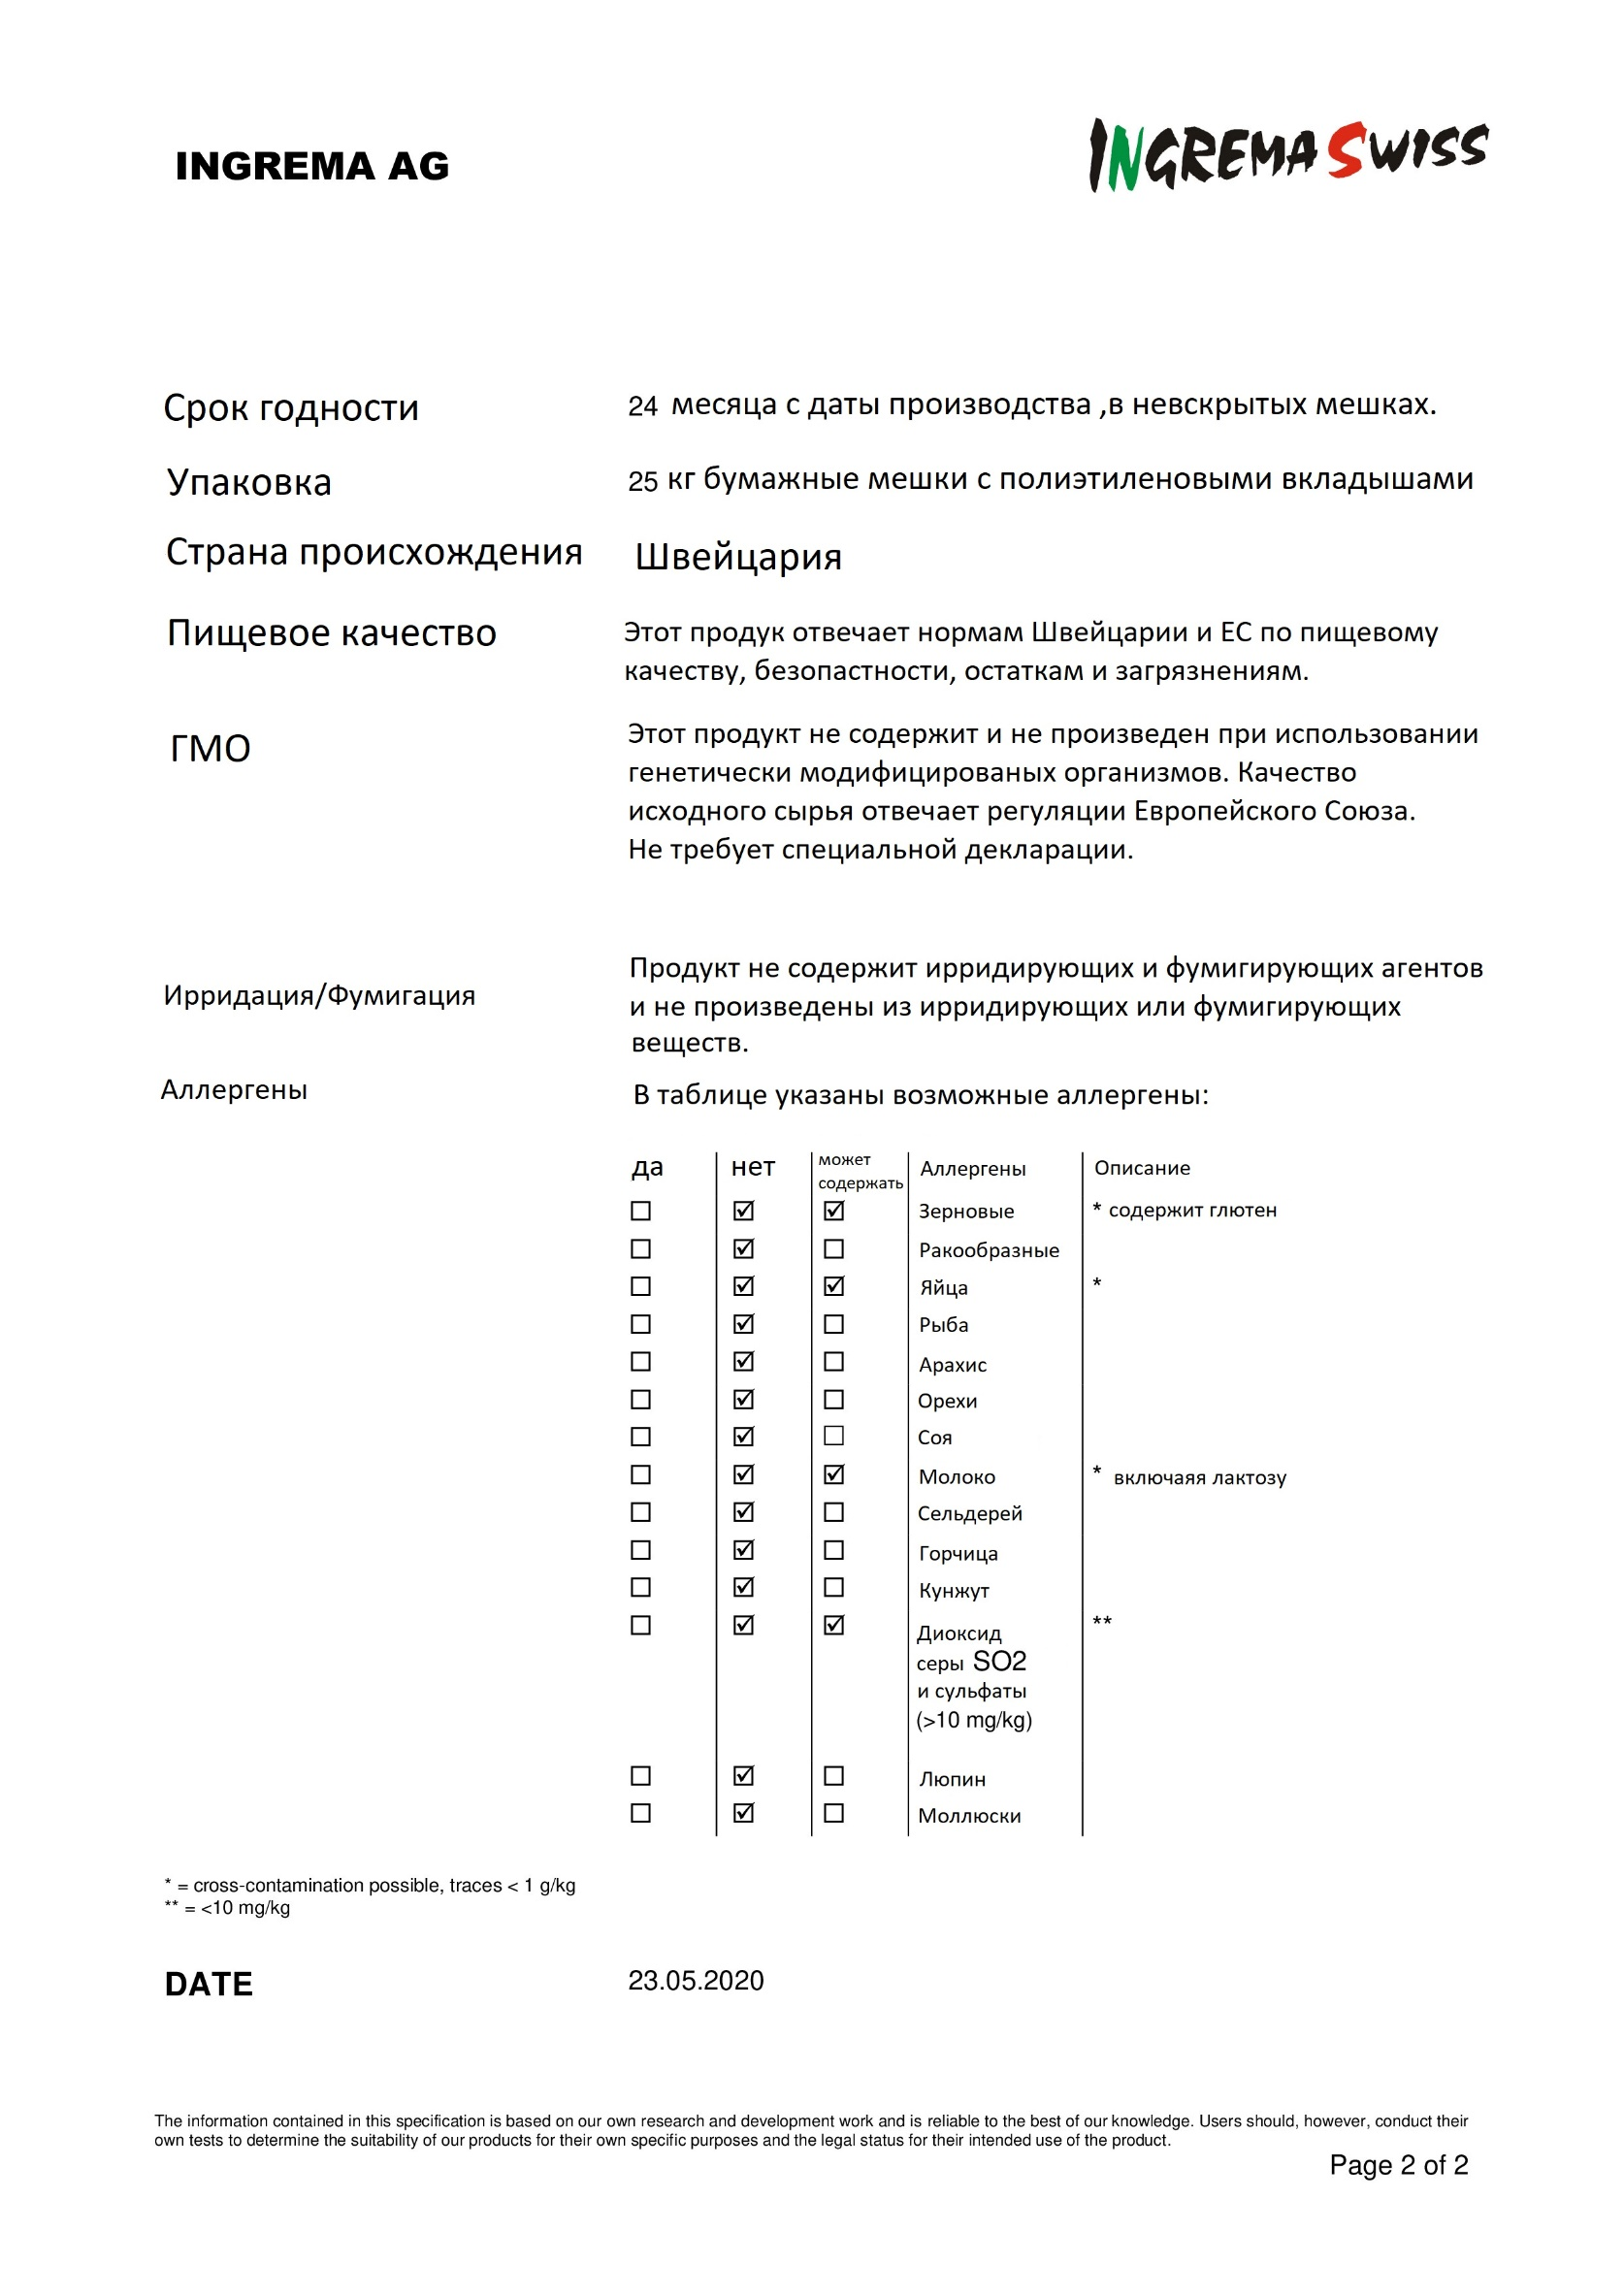 INGREMA AG
INGREMA SWISS
Срок годности
24 месяца с даты производства ,в невскрытых мешках.
Упаковка
25 кг бумажные мешки с полиэтиленовыми вкладышами
Страна происхождения
Швейцария
Пищевое качество
Этот продук отвечает нормам Швейцарии и ЕС по пищевому
качеству, безопастности, остаткам и загрязнениям.
ГМО
Этот продукт не содержит и не произведен при использовании
генетически модифицированых организмов. Качество
исходного сырья отвечает регуляции Европейского Союза.
Не требует специальной декларации.
Ирридация/Фумигация
Продукт не содержит ирридирующих и фумигирующих агентов
и не произведены из ирридирующих или фумигирующих
веществ.
Аллергены
В таблице указаны возможные аллергены:
да нет может содержать Аллергены Описание
☐ ☑ ☑ Зерновые * содержит глютен
☐ ☑ ☐ Ракообразные
☐ ☑ ☑ Яйца *
☐ ☑ ☐ Рыба
☐ ☑ ☐ Арахис
☐ ☑ ☐ Орехи
☐ ☑ ☐ Соя
☐ ☑ ☑ Молоко * включаяя лактозу
☐ ☑ ☐ Сельдерей
☐ ☑ ☐ Горчица
☐ ☑ ☐ Кунжут
☐ ☑ ☑ Диоксид **
серы SO2
и сульфаты
(>10 mg/kg)
☐ ☑ ☐ Люпин
☐ ☑ ☐ Моллюски
* = cross-contamination possible, traces < 1 g/kg
** = <10 mg/kg
DATE
23.05.2020
The information contained in this specification is based on our own research and development work and is reliable to the best of our knowledge. Users should, however, conduct their
own tests to determine the suitability of our products for their own specific purposes and the legal status for their intended use of the product.
Page 2 of 2